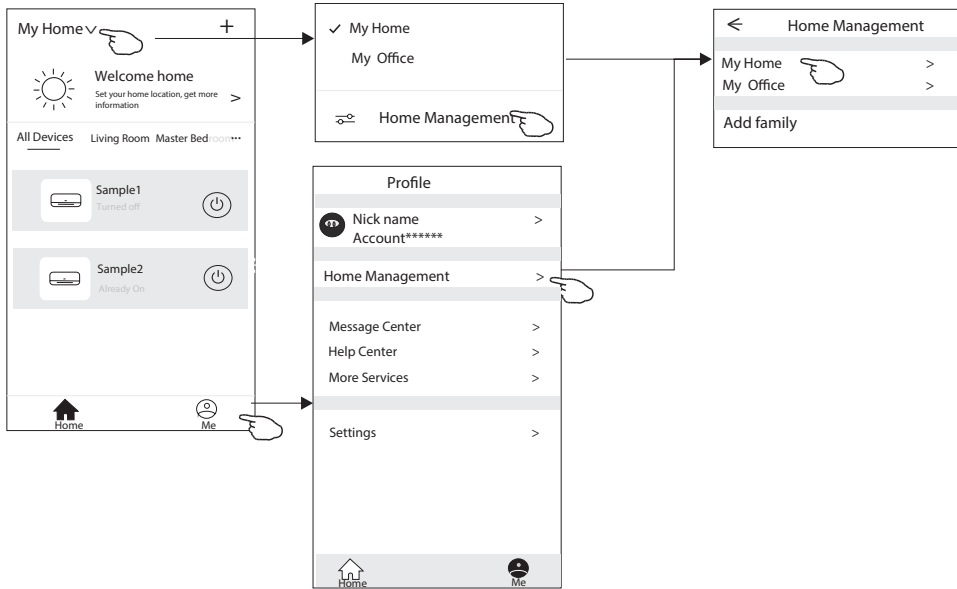 My Home
+
Welcome home
Set your home location, get more
information
>
All Devices Living Room Master Bedroom ···
Sample1
Turned off
Sample2
Already On
Home
Me
✓ My Home
My Office
Home Management
Profile
Nick name >
Account******
Home Management >
Message Center >
Help Center >
More Services >
Settings >
Home
Me
Home Management
My Home >
My Office >
Add family